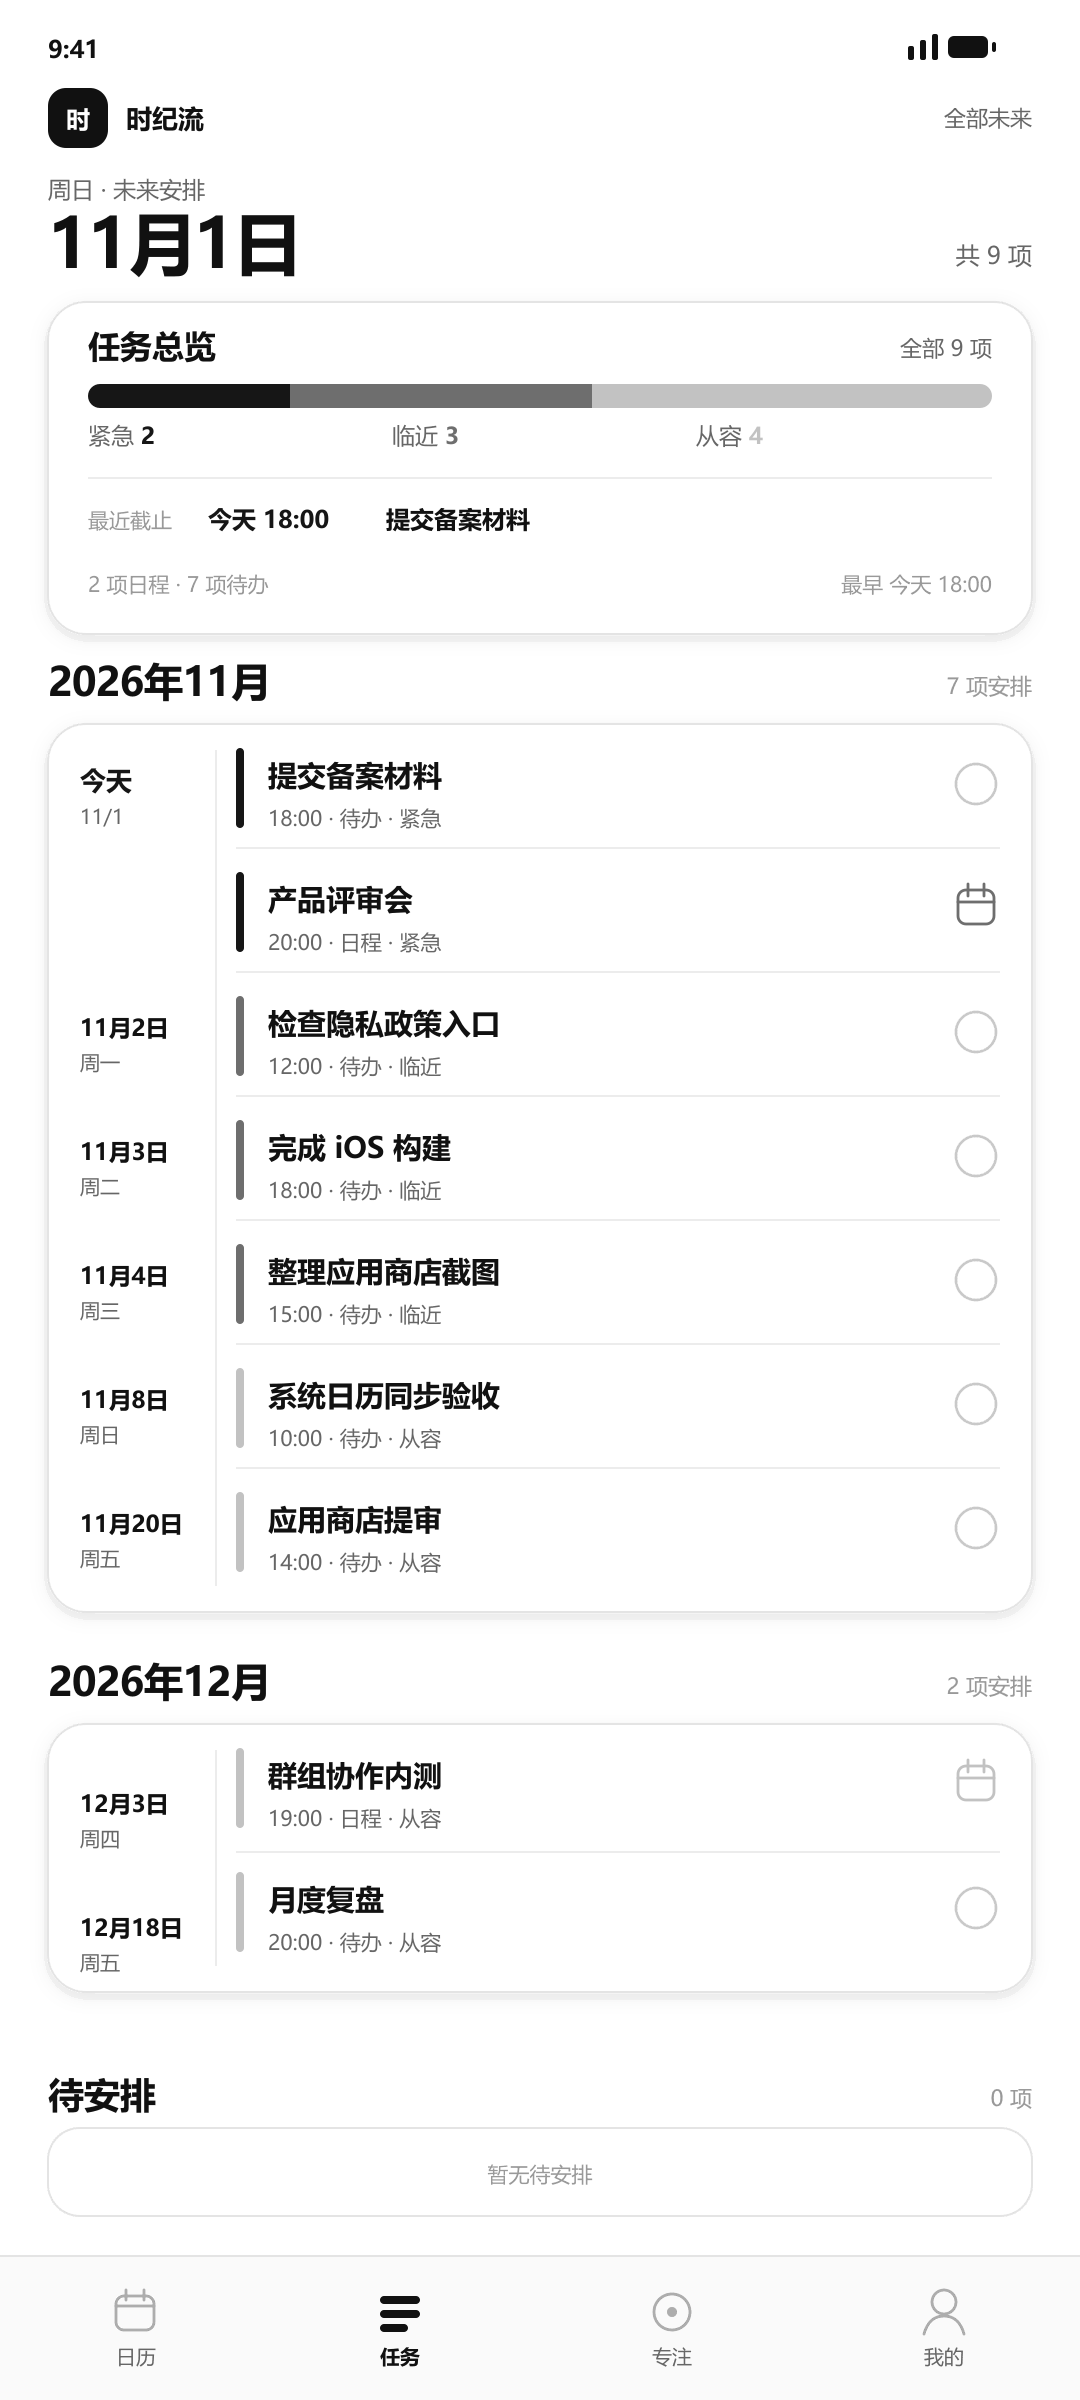 9:41
时 时纪流 全部未来
周日 · 未来安排
11月1日 共 9 项
任务总览 全部 9 项
紧急 2 临近 3 从容 4
最近截止 今天 18:00 提交备案材料
2 项日程 · 7 项待办 最早 今天 18:00
2026年11月 7 项安排
今天 提交备案材料
11/1 18:00 · 待办 · 紧急
产品评审会
20:00 · 日程 · 紧急
11月2日 检查隐私政策入口
周一 12:00 · 待办 · 临近
11月3日 完成 iOS 构建
周二 18:00 · 待办 · 临近
11月4日 整理应用商店截图
周三 15:00 · 待办 · 临近
11月8日 系统日历同步验收
周日 10:00 · 待办 · 从容
11月20日 应用商店提审
周五 14:00 · 待办 · 从容
2026年12月 2 项安排
群组协作内测
12月3日 19:00 · 日程 · 从容
周四
月度复盘
12月18日 20:00 · 待办 · 从容
周五
待安排 0 项
暂无待安排
日历 任务 专注 我的